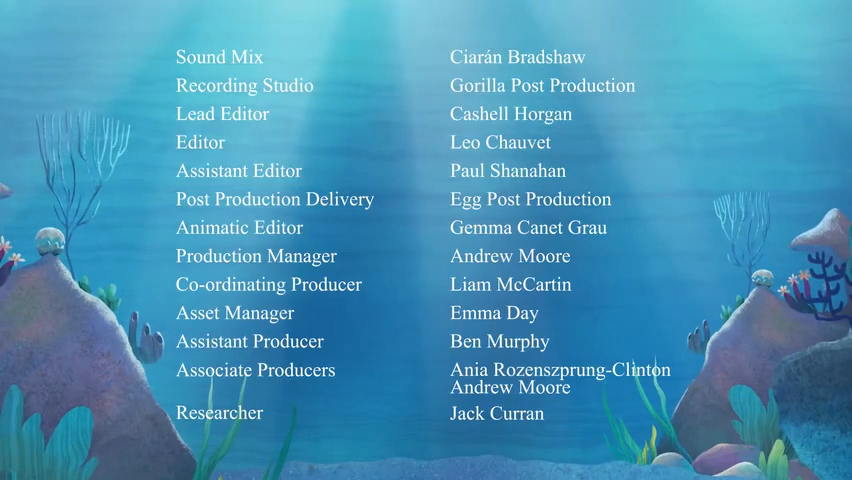 Sound Mix Ciarán Bradshaw
Recording Studio Gorilla Post Production
Lead Editor Cashell Horgan
Editor Leo Chauvet
Assistant Editor Paul Shanahan
Post Production Delivery Egg Post Production
Animatic Editor Gemma Canet Grau
Production Manager Andrew Moore
Co-ordinating Producer Liam McCartin
Asset Manager Emma Day
Assistant Producer Ben Murphy
Associate Producers Ania Rozenszprung-Clinton
Andrew Moore
Researcher Jack Curran